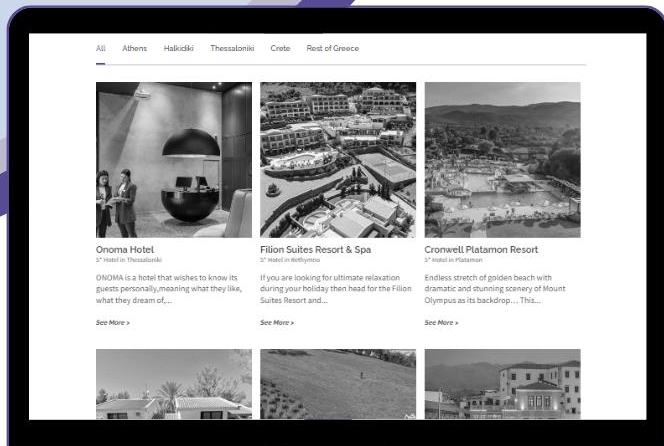 All Athens Halkidiki Thessaloniki Crete Rest of Greece
Onoma Hotel
5* Hotel in Thessaloniki
ONOMA is a hotel that wishes to know its
guests personally,meaning what they like,
what they dream of,...
See More >
Filion Suites Resort & Spa
5* Hotel in Rethymno
If you are looking for ultimate relaxation
during your holiday then head for the Filion
Suites Resort and...
See More >
Cronwell Platamon Resort
5* Hotel in Platamon
Endless stretch of golden beach with
dramatic and stunning scenery of Mount
Olympus as its backdrop... This...
See More >